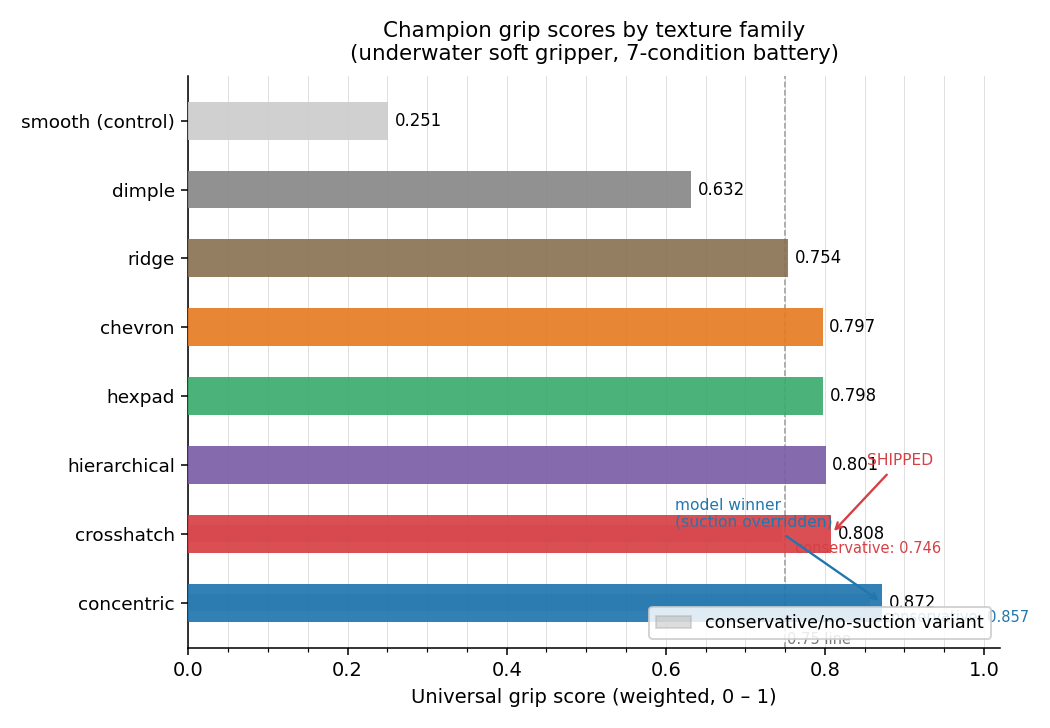 Champion grip scores by texture family
(underwater soft gripper, 7-condition battery)
smooth (control)
0.251
dimple
0.632
ridge
0.754
chevron
0.797
hexpad
0.798
hierarchical
0.801
SHIPPED
model winner
(suction overridden)
crosshatch
0.808
conservative: 0.746
concentric
0.872
0.857
conservative/no-suction variant
0.75 line
0.0 0.2 0.4 0.6 0.8 1.0
Universal grip score (weighted, 0 – 1)